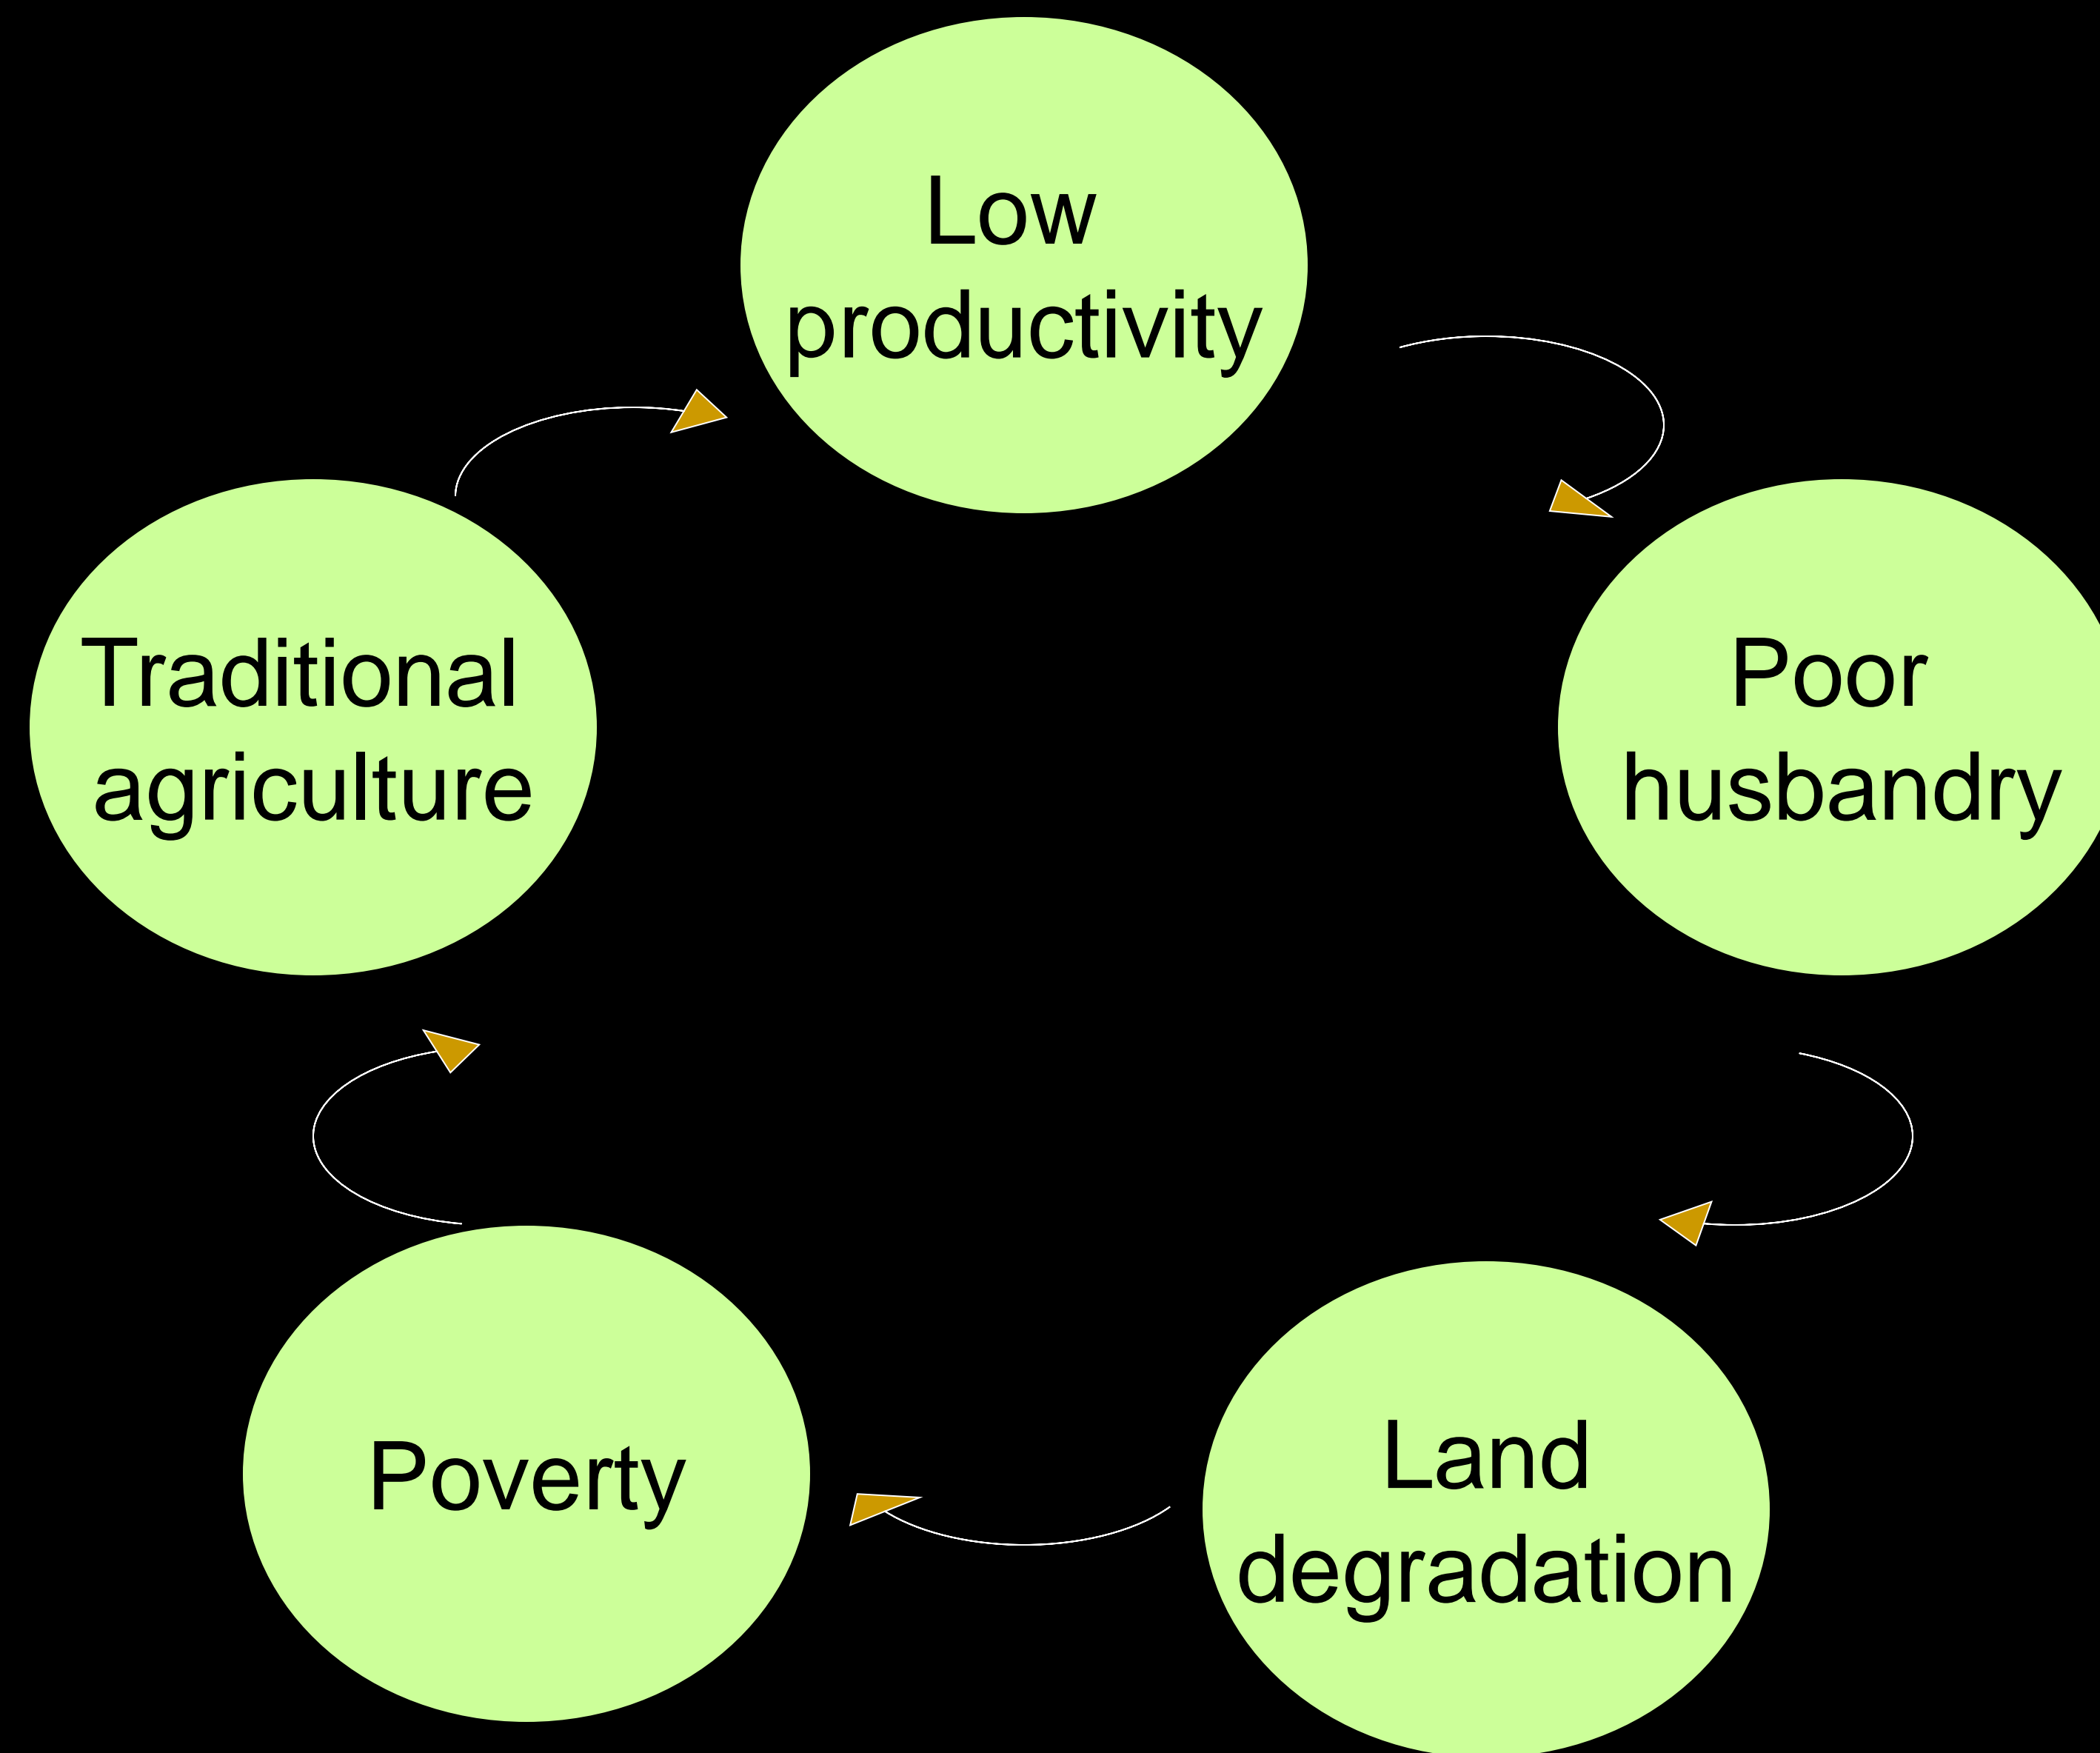 Low
productivity
Traditional
agriculture
Poor
husbandry
Poverty
Land
degradation